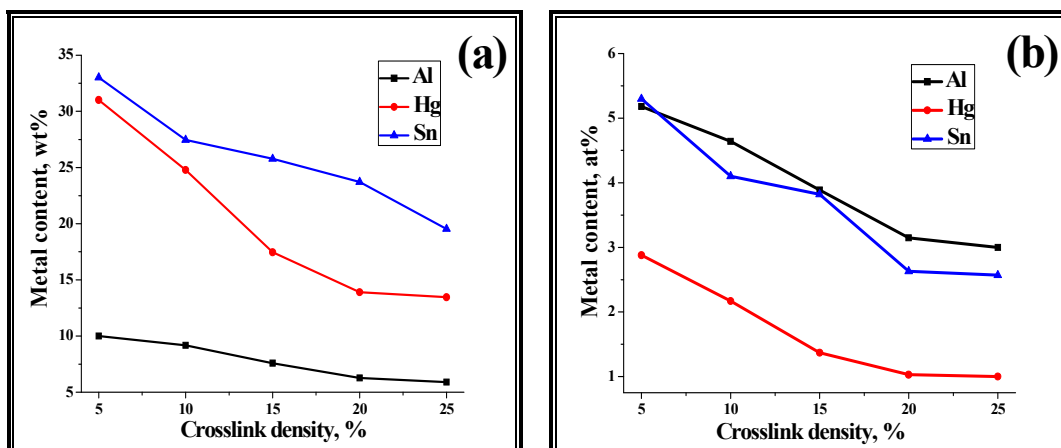 (a)
Al
Hg
Sn
Metal content, wt%
35
30
25
20
15
10
5
5 10 15 20 25
Crosslink density, %
(b)
Al
Hg
Sn
Metal content, at%
6
5
4
3
2
1
5 10 15 20 25
Crosslink density, %